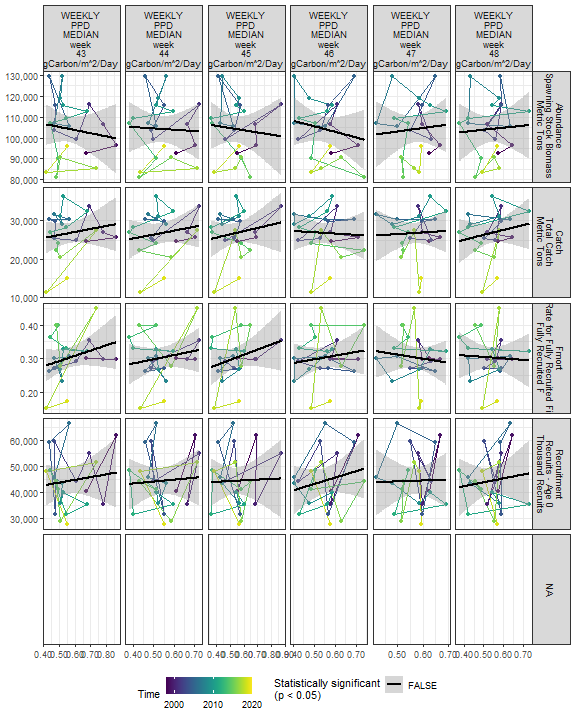 WEEKLY PPD MEDIAN week 43 gCarbon/m^2/Day
WEEKLY PPD MEDIAN week 44 gCarbon/m^2/Day
WEEKLY PPD MEDIAN week 45 gCarbon/m^2/Day
WEEKLY PPD MEDIAN week 46 gCarbon/m^2/Day
WEEKLY PPD MEDIAN week 47 gCarbon/m^2/Day
WEEKLY PPD MEDIAN week 48 gCarbon/m^2/Day
130,000
120,000
110,000
100,000
90,000
80,000
Abundance
Spawning Stock Biomass
Metric Tons
30,000
20,000
10,000
Catch
Total Catch
Metric Tons
0.40
0.30
0.20
Fmort
Rate for Fully Recruited Fi
Fully Recruited F
60,000
50,000
40,000
30,000
Recruitment
Recruits - Age 0
Thousand Recruits
NA
0.40 0.50 0.60 0.70 0.80
0.40 0.50 0.60 0.70
0.40 0.50 0.60 0.70 0.80 0.90
0.40 0.50 0.60 0.70
0.40 0.50 0.60 0.70
0.40 0.50 0.60 0.70
Time
2000 2010 2020
Statistically significant
(p < 0.05)
FALSE